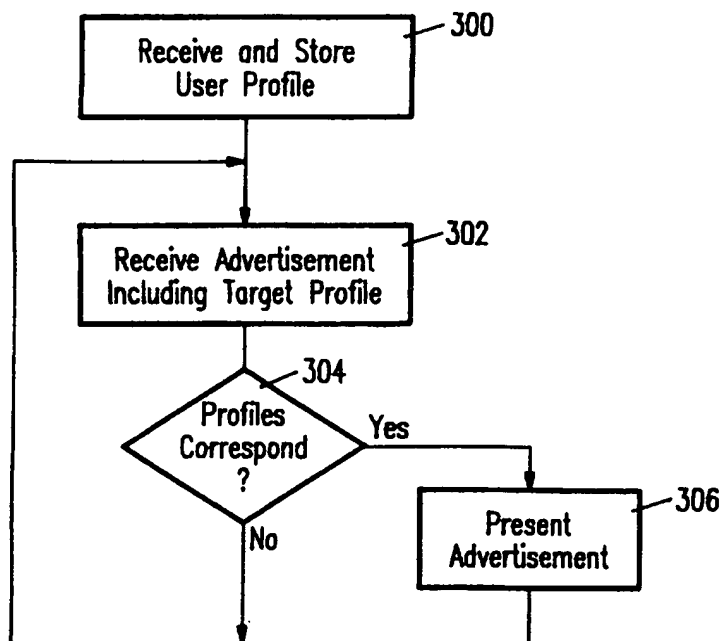 300
Receive and Store
User Profile
302
Receive Advertisement
Including Target Profile
304
Profiles
Correspond
?
Yes
306
Present
Advertisement
No